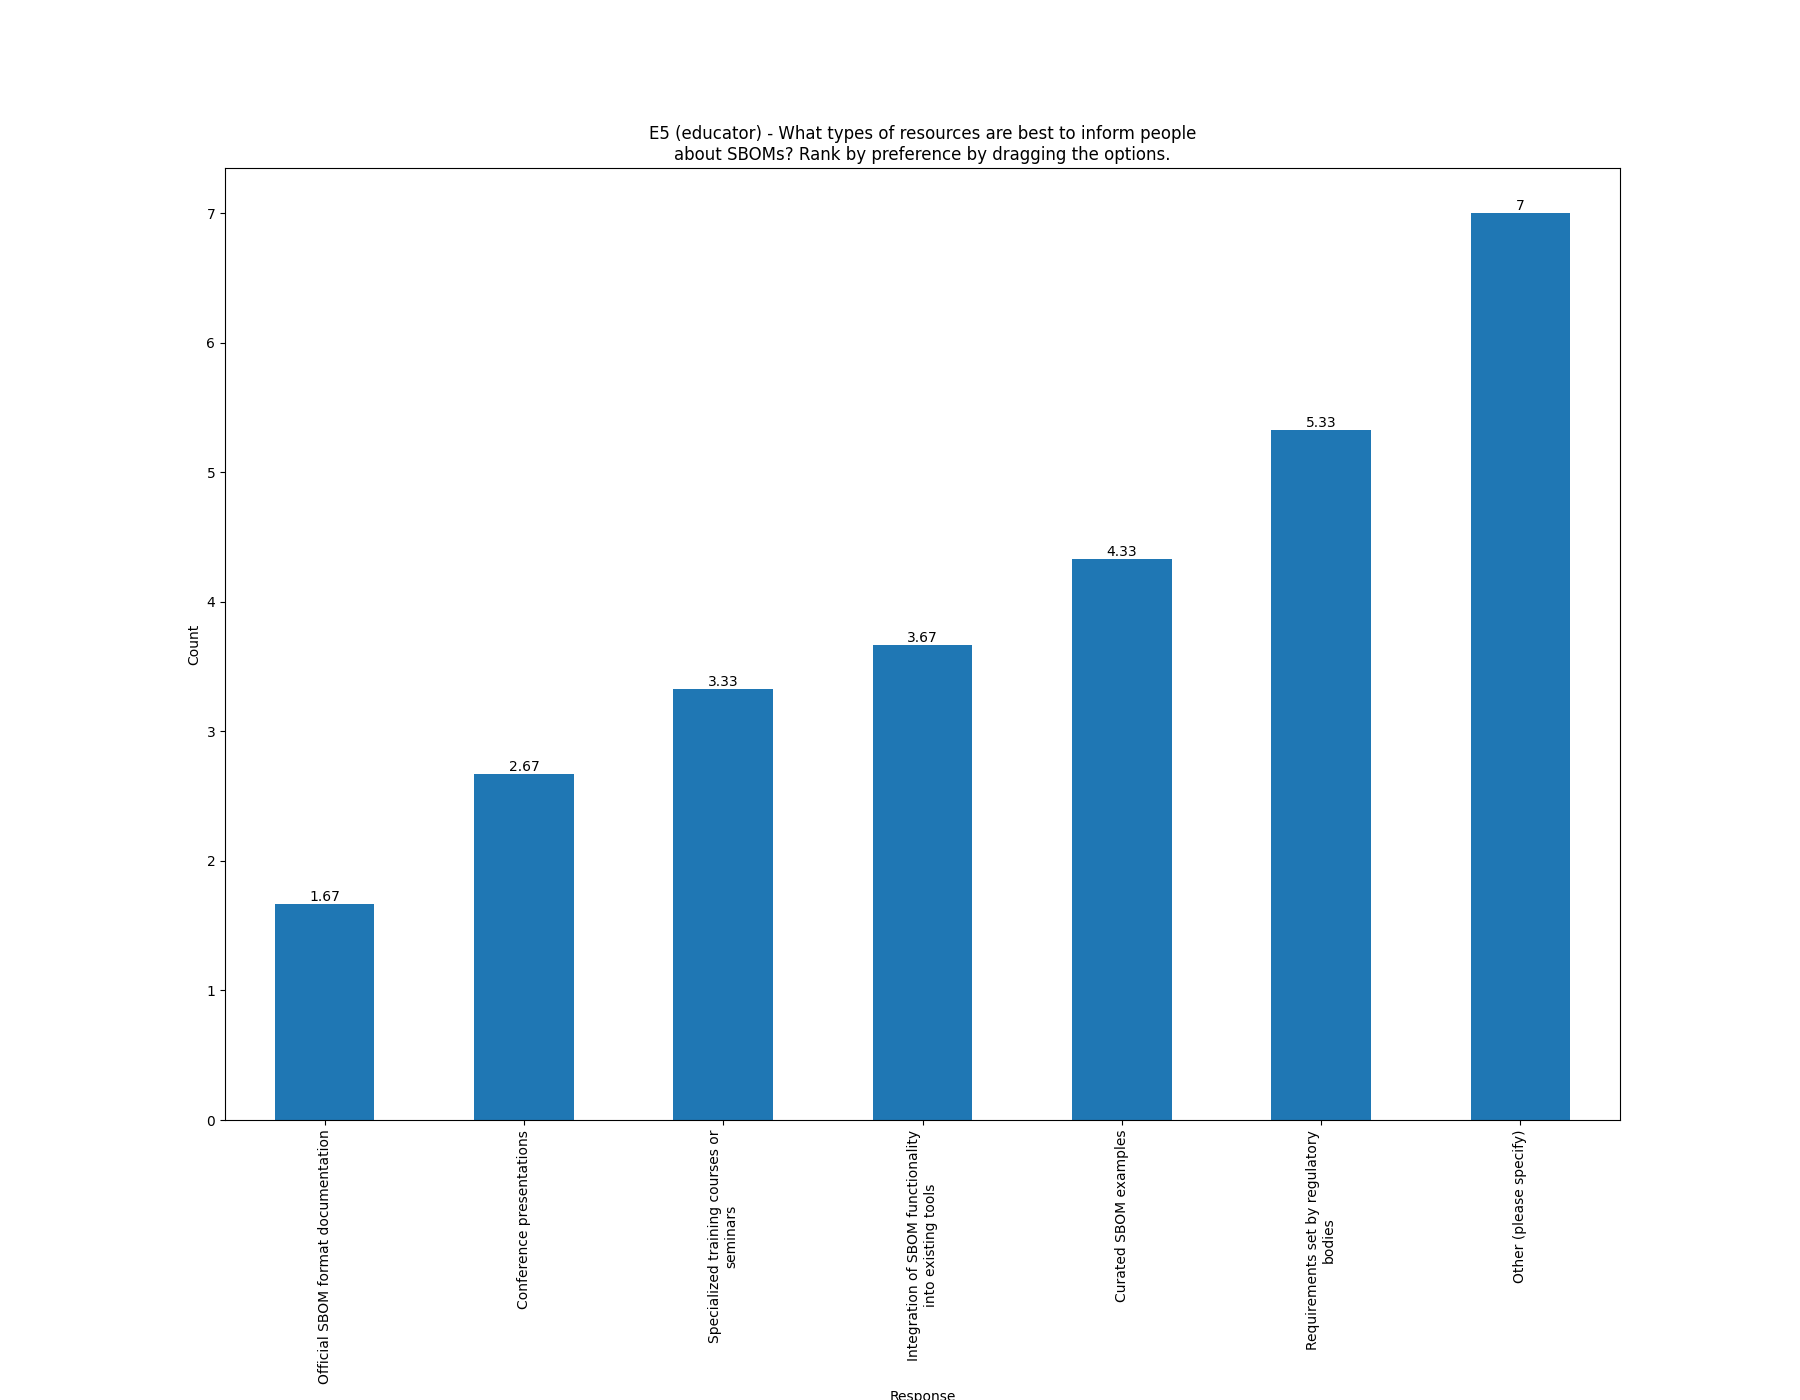 E5 (educator) - What types of resources are best to inform people
about SBOMs? Rank by preference by dragging the options.
Count
7
6
5
4
3
2
1
0
1.67
2.67
3.33
3.67
4.33
5.33
7
Official SBOM format documentation
Conference presentations
Specialized training courses or
seminars
Integration of SBOM functionality
into existing tools
Curated SBOM examples
Requirements set by regulatory
bodies
Other (please specify)
Response